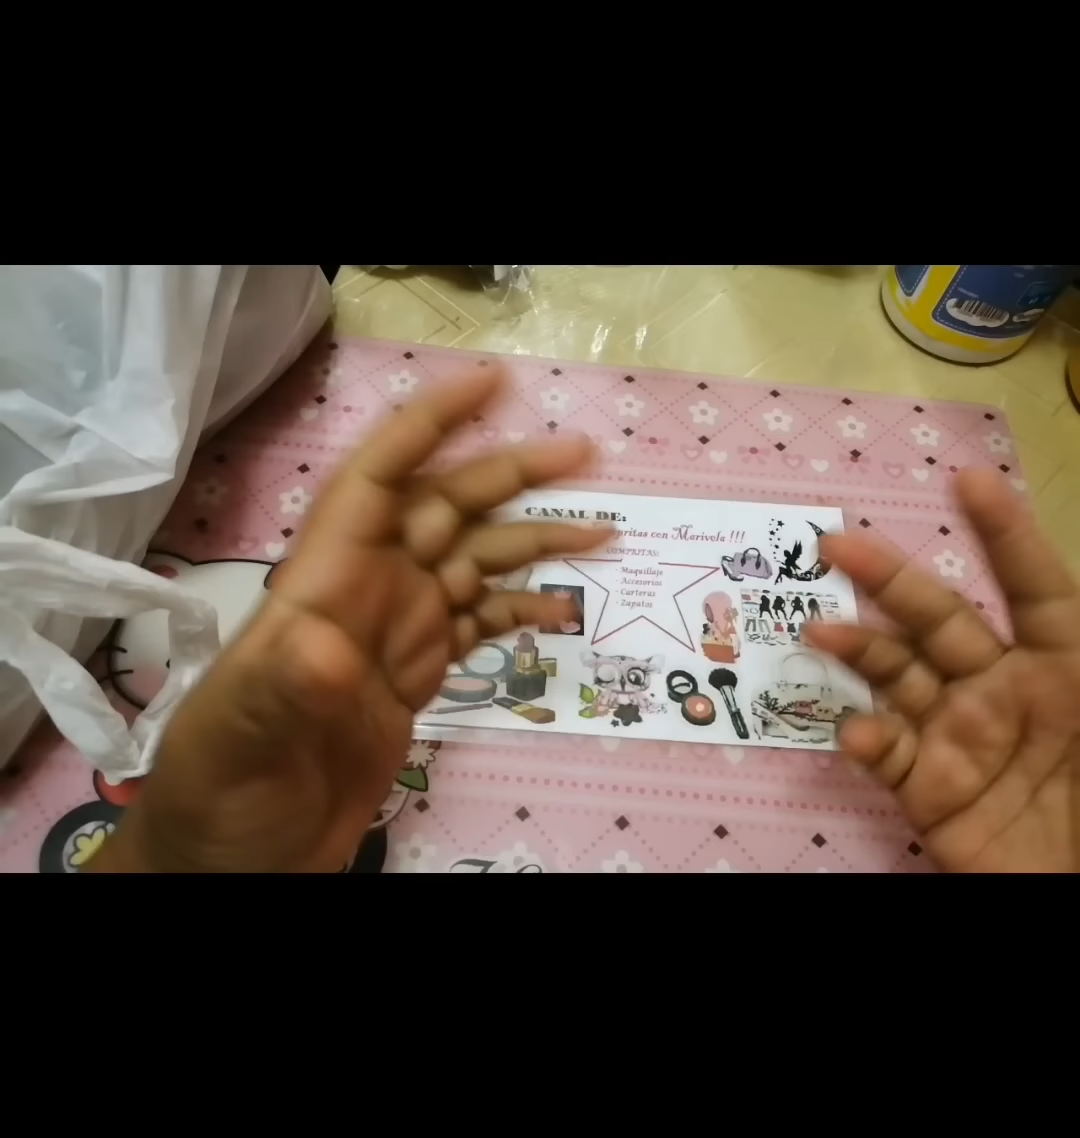 CANAL DE:
pritas con Marivela !!!
COMPRITAS:
- Maquillaje
- Accesorios
- Carteras
- Zapatos